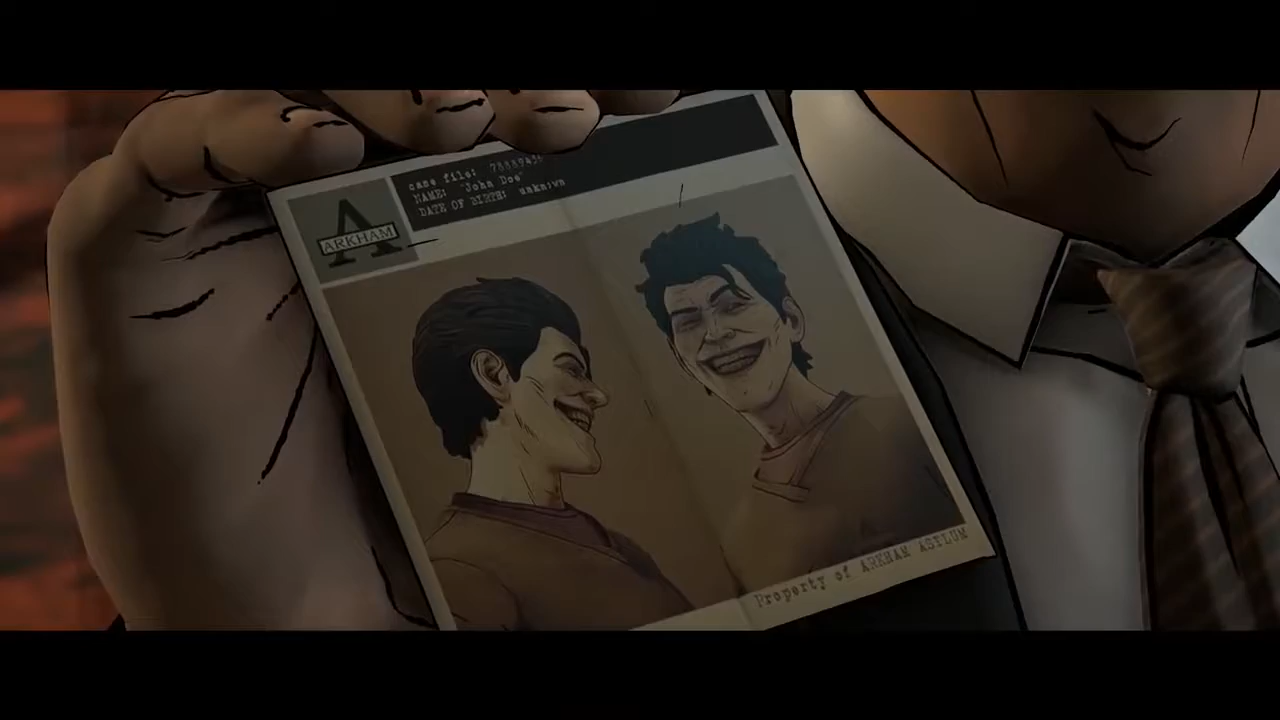 case file:
NAME: "John Doe"
DATE OF BIRTH: unknown
ARKHAM
Property of ARKHAM ASYLUM